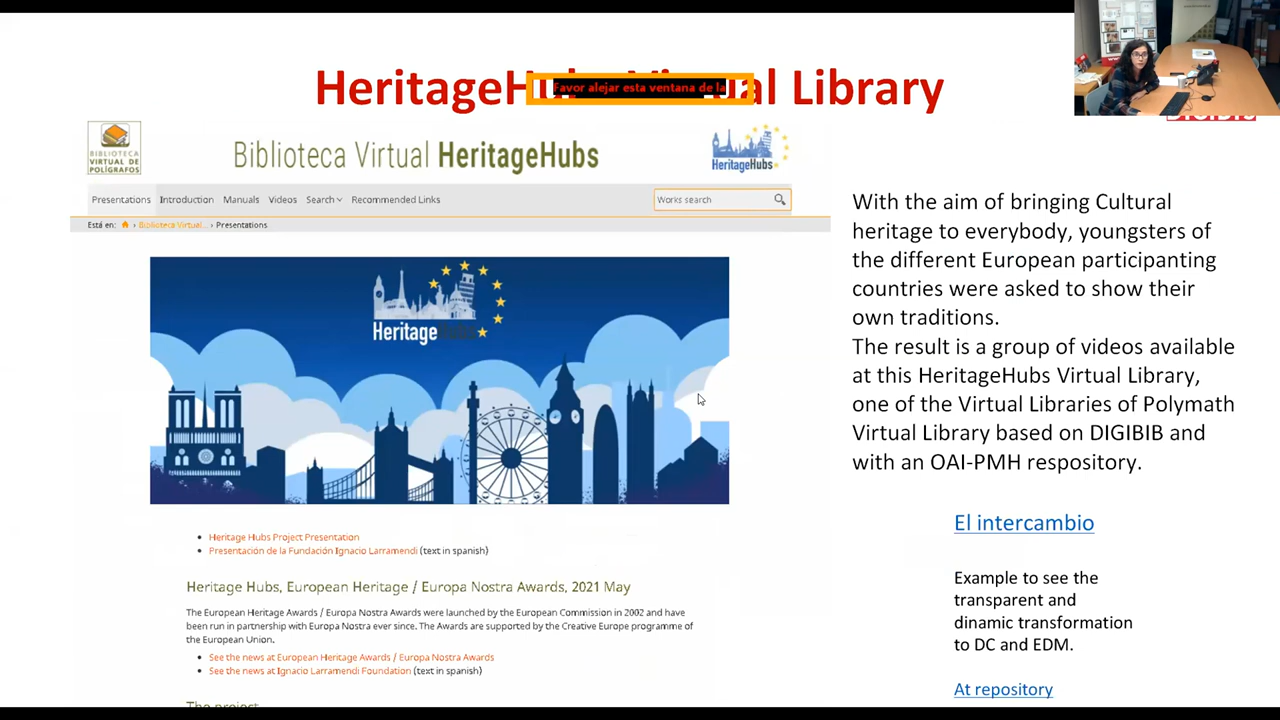 HeritageHubs Virtual Library
Favor alejar esta ventana de la
DIGIBIB
BIBLIOTECA
VIRTUAL DE
POLÍGRAFOS
Biblioteca Virtual HeritageHubs
HeritageHubs
Presentations Introduction Manuals Videos Search Recommended Links
Works search
Está en: › Biblioteca Virtual... › Presentations
HeritageHubs
With the aim of bringing Cultural
heritage to everybody, youngsters of
the different European participanting
countries were asked to show their
own traditions.
The result is a group of videos available
at this HeritageHubs Virtual Library,
one of the Virtual Libraries of Polymath
Virtual Library based on DIGIBIB and
with an OAI-PMH respository.
El intercambio
Example to see the
transparent and
dinamic transformation
to DC and EDM.
At repository
• Heritage Hubs Project Presentation
• Presentación de la Fundación Ignacio Larramendi (text in spanish)
Heritage Hubs, European Heritage / Europa Nostra Awards, 2021 May
The European Heritage Awards / Europa Nostra Awards were launched by the European Commission in 2002 and have
been run in partnership with Europa Nostra ever since. The Awards are supported by the Creative Europe programme of
the European Union.
• See the news at European Heritage Awards / Europa Nostra Awards
• See the news at Ignacio Larramendi Foundation (text in spanish)
The project